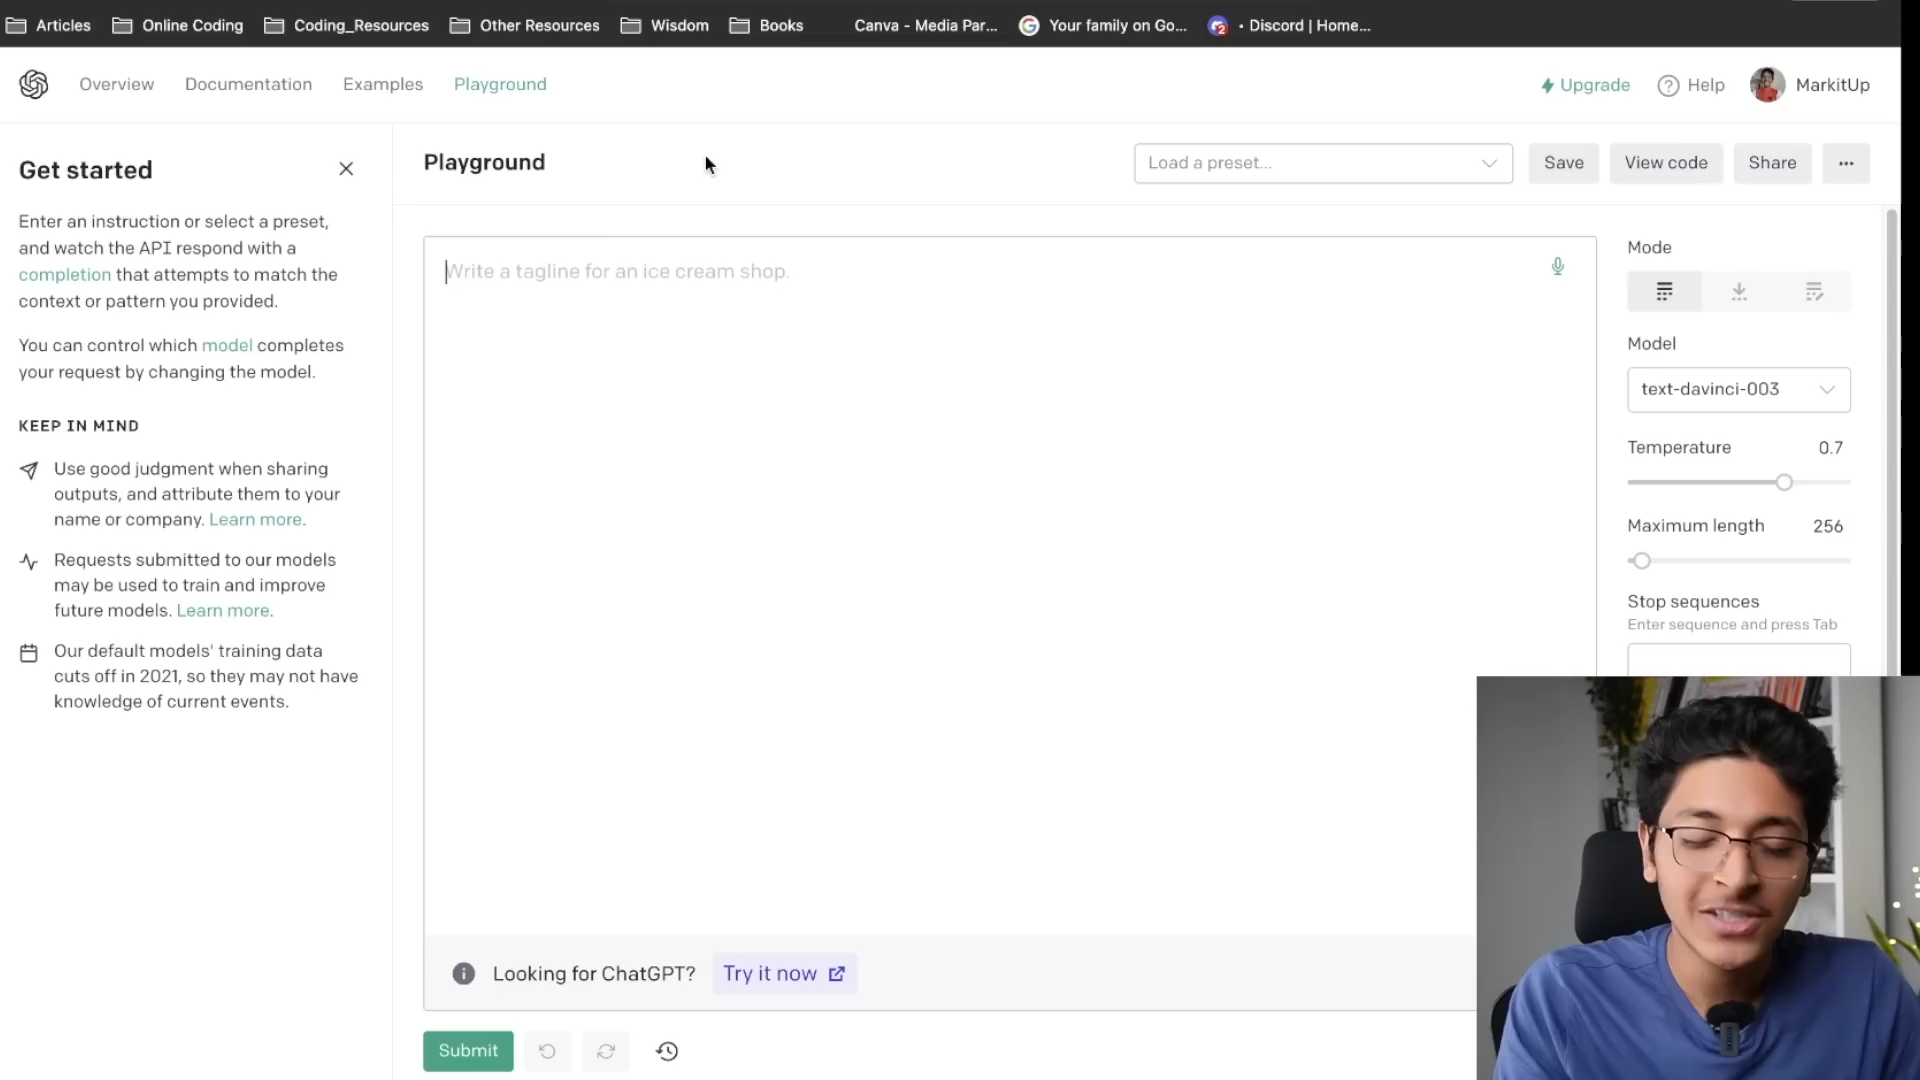 Articles
Online Coding
Coding_Resources
Other Resources
Wisdom
Books
Canva - Media Par...
Your family on Go...
2
• Discord | Home...
Overview
Documentation
Examples
Playground
Upgrade
Help
MarkitUp
Get started
Enter an instruction or select a preset,
and watch the API respond with a
completion that attempts to match the
context or pattern you provided.
You can control which model completes
your request by changing the model.
KEEP IN MIND
Use good judgment when sharing
outputs, and attribute them to your
name or company. Learn more.
Requests submitted to our models
may be used to train and improve
future models. Learn more.
Our default models' training data
cuts off in 2021, so they may not have
knowledge of current events.
Playground
Load a preset...
Save
View code
Share
...
Write a tagline for an ice cream shop.
Looking for ChatGPT?
Try it now
Submit
Mode
Model
text-davinci-003
Temperature 0.7
Maximum length 256
Stop sequences
Enter sequence and press Tab